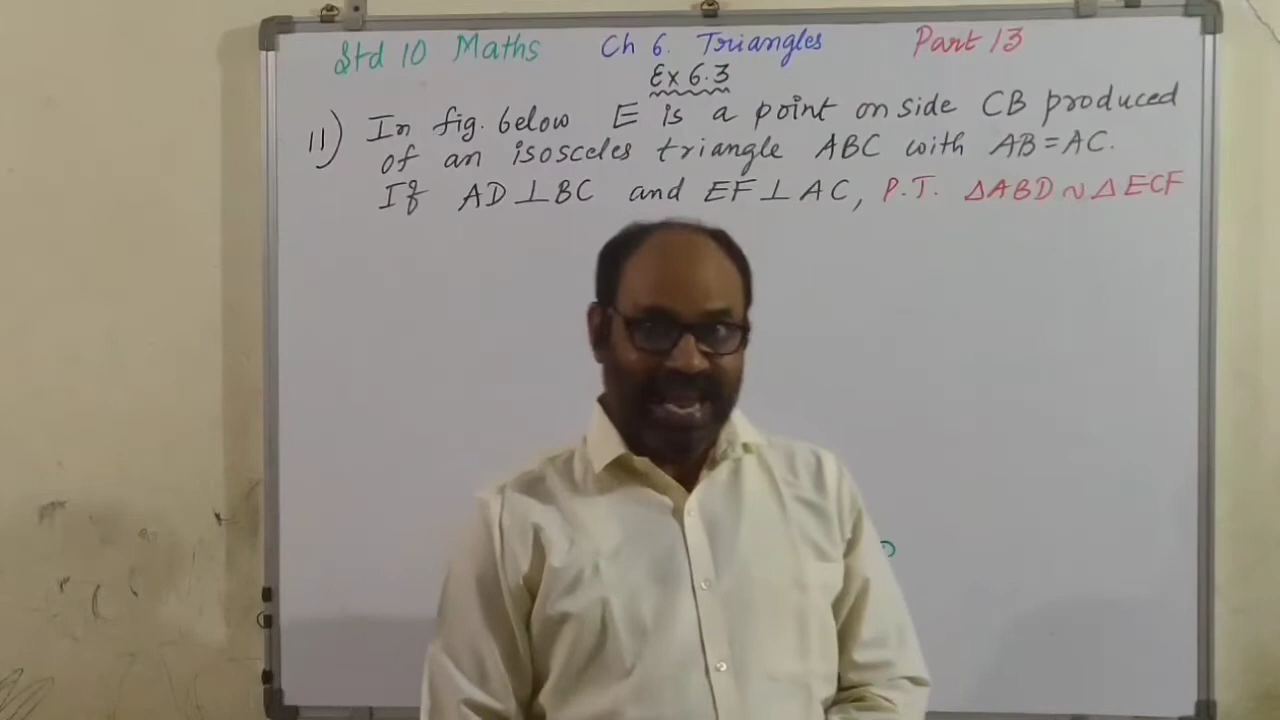 Std 10 Maths Ch 6. Triangles Part 13
Ex 6.3
11) In fig. below E is a point on side CB produced
of an isosceles triangle ABC with AB=AC.
If AD⊥BC and EF⊥AC, P.T. ΔABD ~ ΔECF